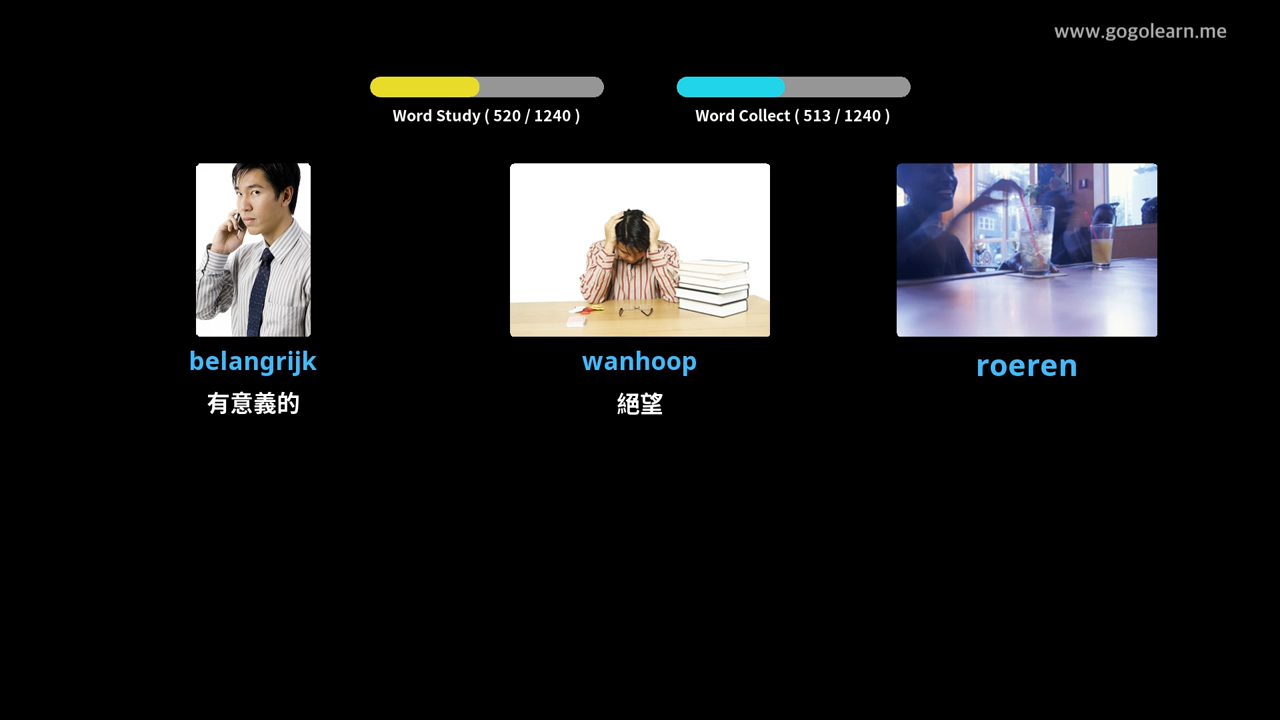 www.gogolearn.me
Word Study ( 520 / 1240 )
Word Collect ( 513 / 1240 )
belangrijk
有意義的
wanhoop
絕望
roeren